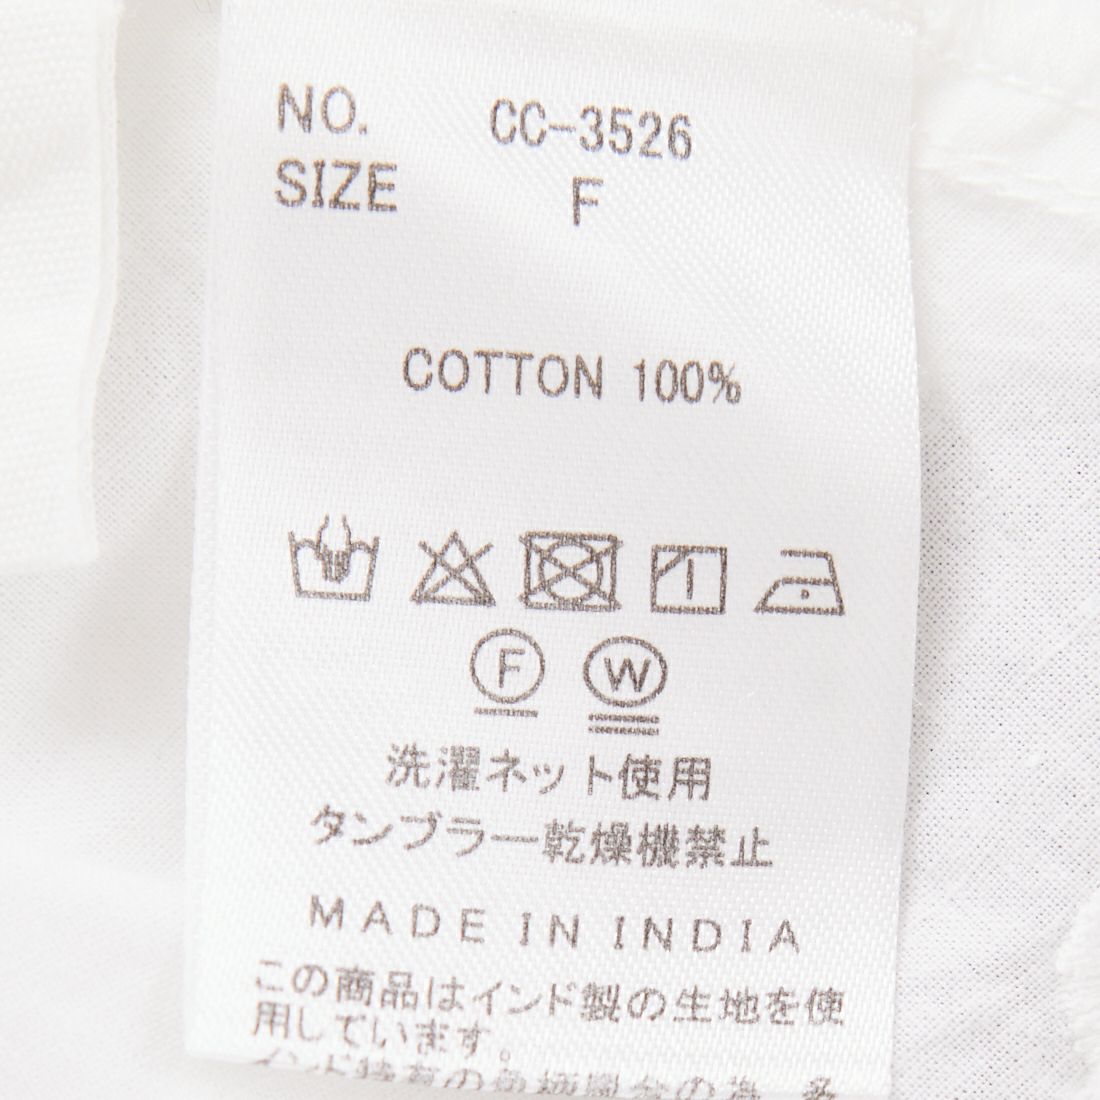 NO. CC-3526
SIZE F
COTTON 100%
F W
洗濯ネット使用
タンブラー乾燥機禁止
MADE IN INDIA
この商品はインド製の生地を使
用しています。